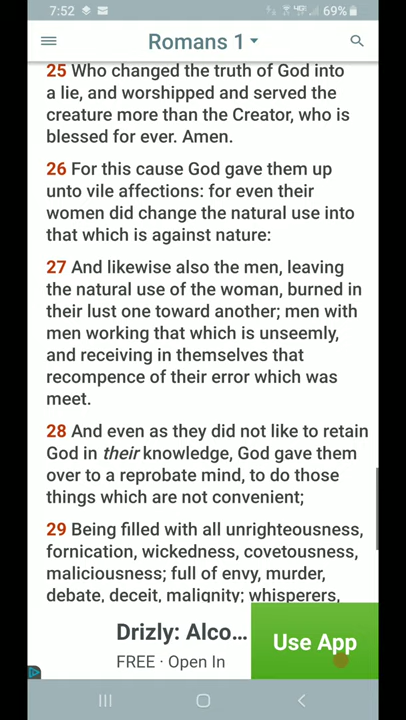 7:52 69%
Romans 1
25 Who changed the truth of God into
a lie, and worshipped and served the
creature more than the Creator, who is
blessed for ever. Amen.
26 For this cause God gave them up
unto vile affections: for even their
women did change the natural use into
that which is against nature:
27 And likewise also the men, leaving
the natural use of the woman, burned in
their lust one toward another; men with
men working that which is unseemly,
and receiving in themselves that
recompence of their error which was
meet.
28 And even as they did not like to retain
God in their knowledge, God gave them
over to a reprobate mind, to do those
things which are not convenient;
29 Being filled with all unrighteousness,
fornication, wickedness, covetousness,
maliciousness; full of envy, murder,
debate, deceit, malignity; whisperers,
Drizly: Alco...
FREE · Open In
Use App